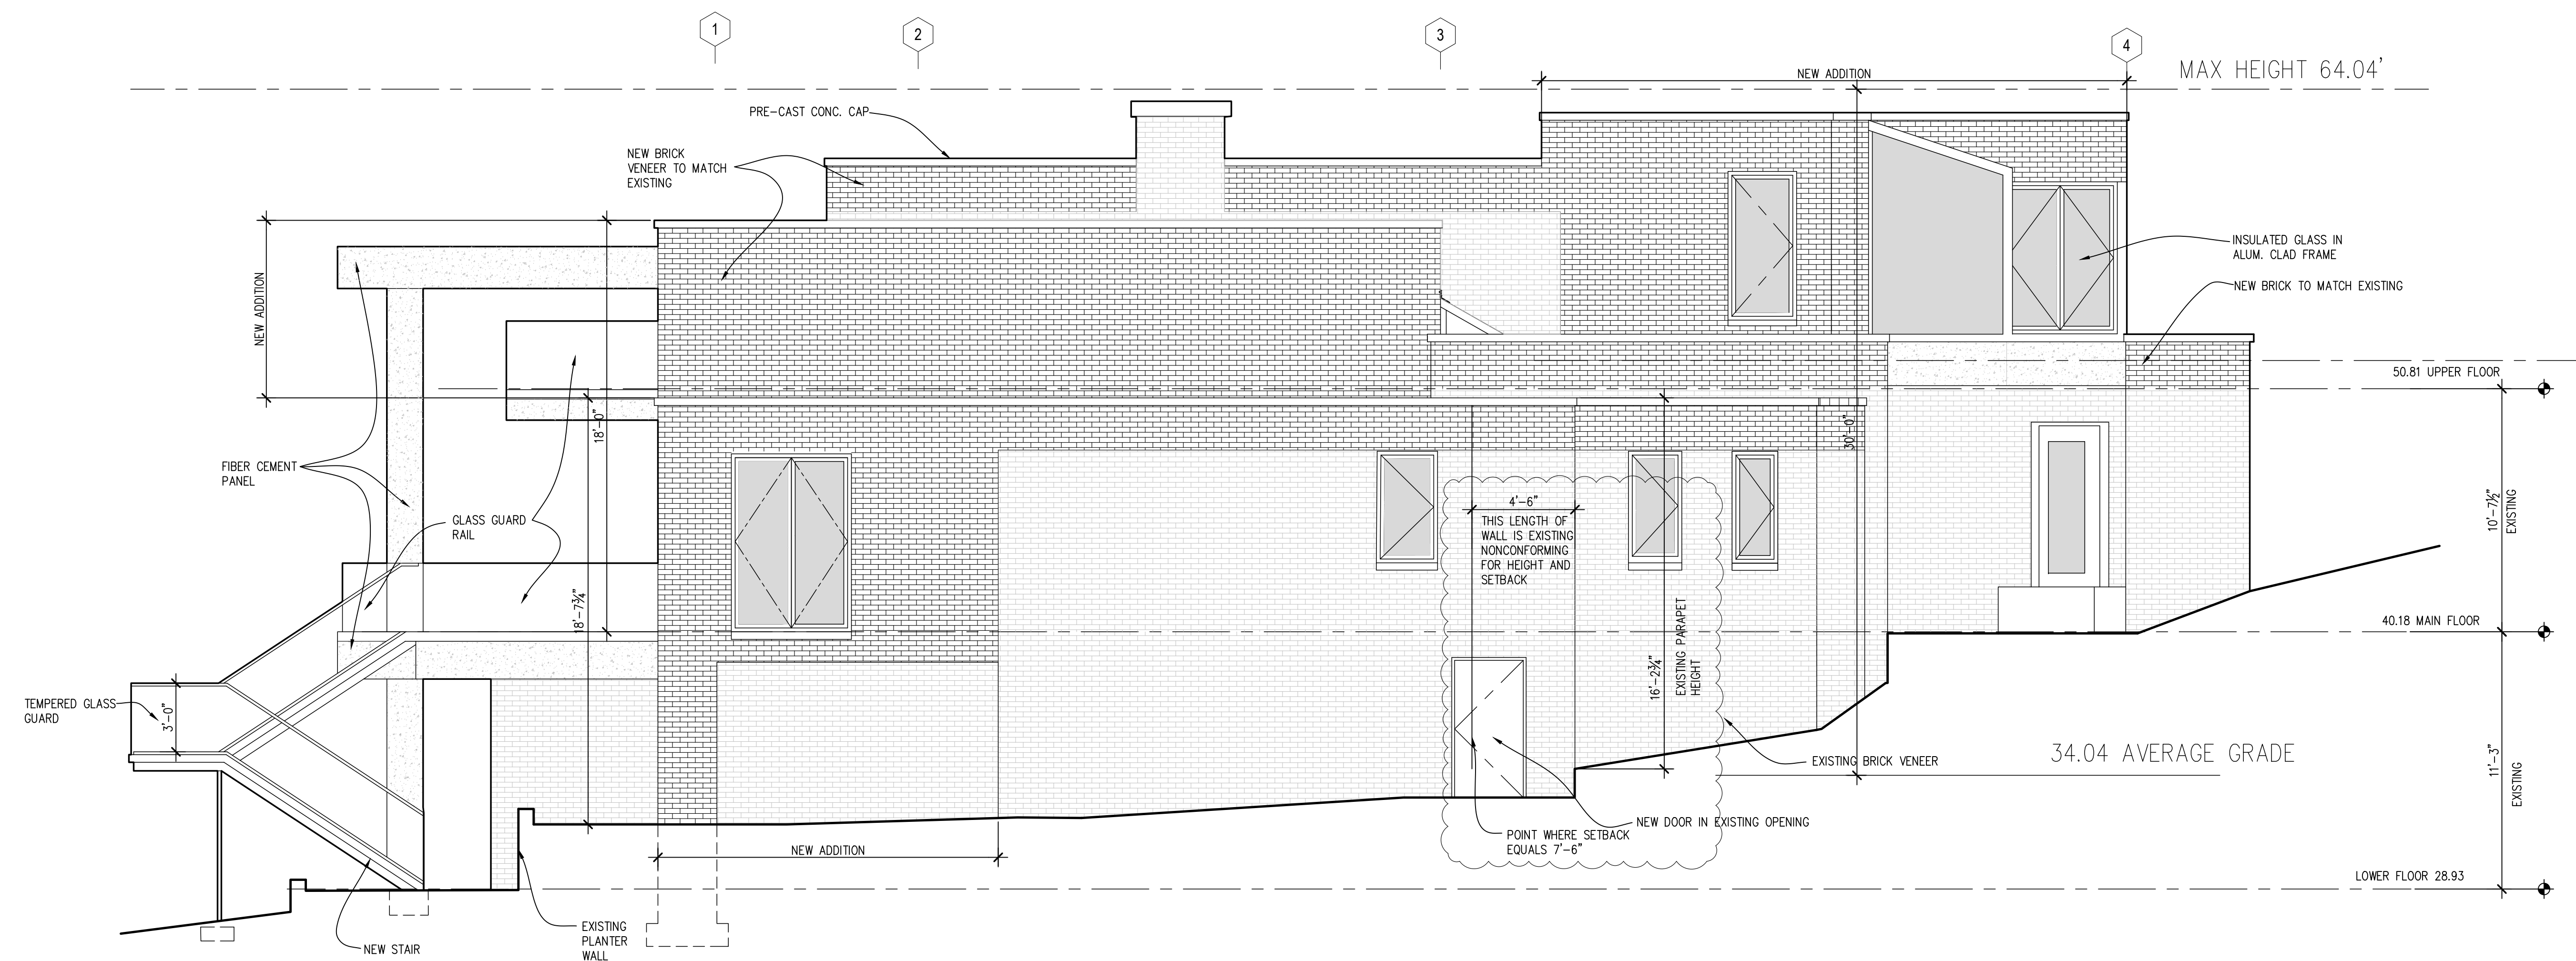 1
2
3
4
MAX HEIGHT 64.04'
NEW ADDITION
PRE-CAST CONC. CAP
NEW BRICK
VENEER TO MATCH
EXISTING
INSULATED GLASS IN
ALUM. CLAD FRAME
NEW BRICK TO MATCH EXISTING
NEW ADDITION
50.81 UPPER FLOOR
18'-0"
30'-0"
FIBER CEMENT
PANEL
GLASS GUARD
RAIL
4'-6"
THIS LENGTH OF
WALL IS EXISTING
NONCONFORMING
FOR HEIGHT AND
SETBACK
10'-7½"
EXISTING
18'-7¾"
16'-2¾"
EXISTING PARAPET
HEIGHT
40.18 MAIN FLOOR
TEMPERED GLASS
GUARD
3'-0"
34.04 AVERAGE GRADE
EXISTING BRICK VENEER
11'-3"
EXISTING
NEW DOOR IN EXISTING OPENING
POINT WHERE SETBACK
EQUALS 7'-6"
NEW ADDITION
LOWER FLOOR 28.93
EXISTING
PLANTER
WALL
NEW STAIR